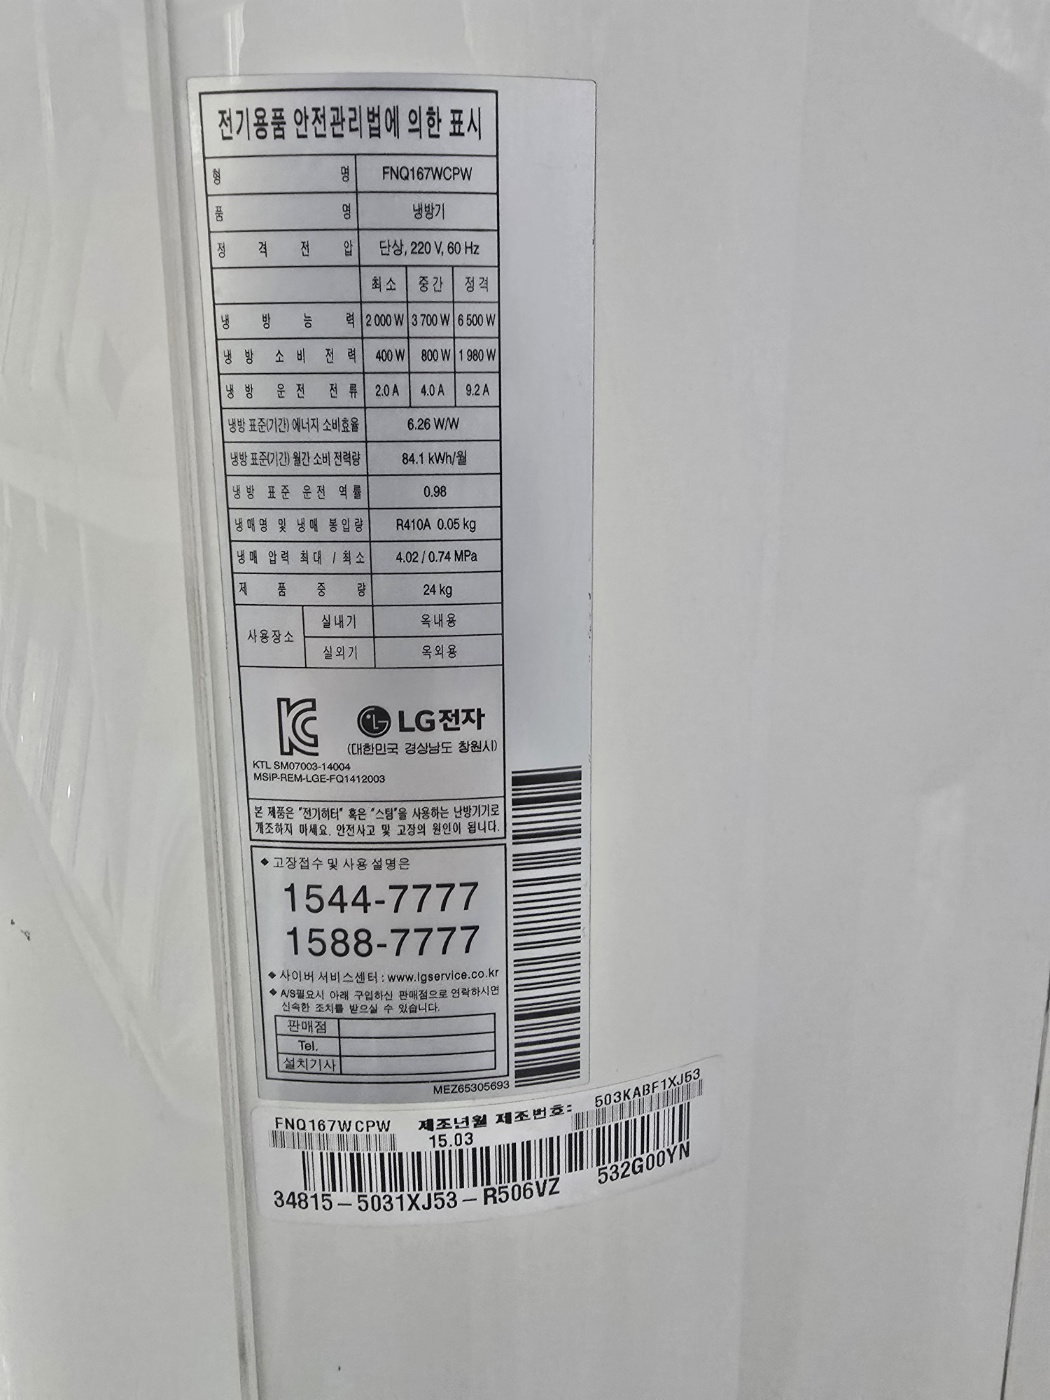 전기용품 안전관리법에 의한 표시
형 명 FNQ167WCPW
품 명 냉방기
정 격 전 압 단상, 220 V, 60 Hz
최소 중간 정격
냉 방 능 력 2 000 W 3 700 W 6 500 W
냉 방 소 비 전 력 400 W 800 W 1 980 W
냉 방 운 전 전 류 2.0 A 4.0 A 9.2 A
냉방 표준(기간) 에너지 소비효율 6.26 W/W
냉방 표준(기간) 월간 소비 전력량 84.1 kWh/월
냉방 표준 운전 역률 0.98
냉매명 및 냉매 봉입량 R410A 0.05 kg
냉매 압력 최대 / 최소 4.02 / 0.74 MPa
제 품 중 량 24 kg
사용장소 실내기 옥내용
실외기 옥외용
KC LG전자
(대한민국 경상남도 창원시)
KTL SM07003-14004
MSIP-REM-LGE-FQ1412003
본 제품은 "전기히터" 혹은 "스팀"을 사용하는 난방기기로
개조하지 마세요. 안전사고 및 고장의 원인이 됩니다.
◆ 고장접수 및 사용 설명은
1544-7777
1588-7777
◆ 사이버 서비스센터 : www.lgservice.co.kr
◆ A/S필요시 아래 구입하신 판매점으로 연락하시면
신속한 조치를 받으실 수 있습니다.
판매점
Tel.
설치기사
MEZ65305693
FNQ167WCPW 제조년월 제조번호: 503KABF1XJ53
15.03
34815-5031XJ53-R506VZ 532G00YN